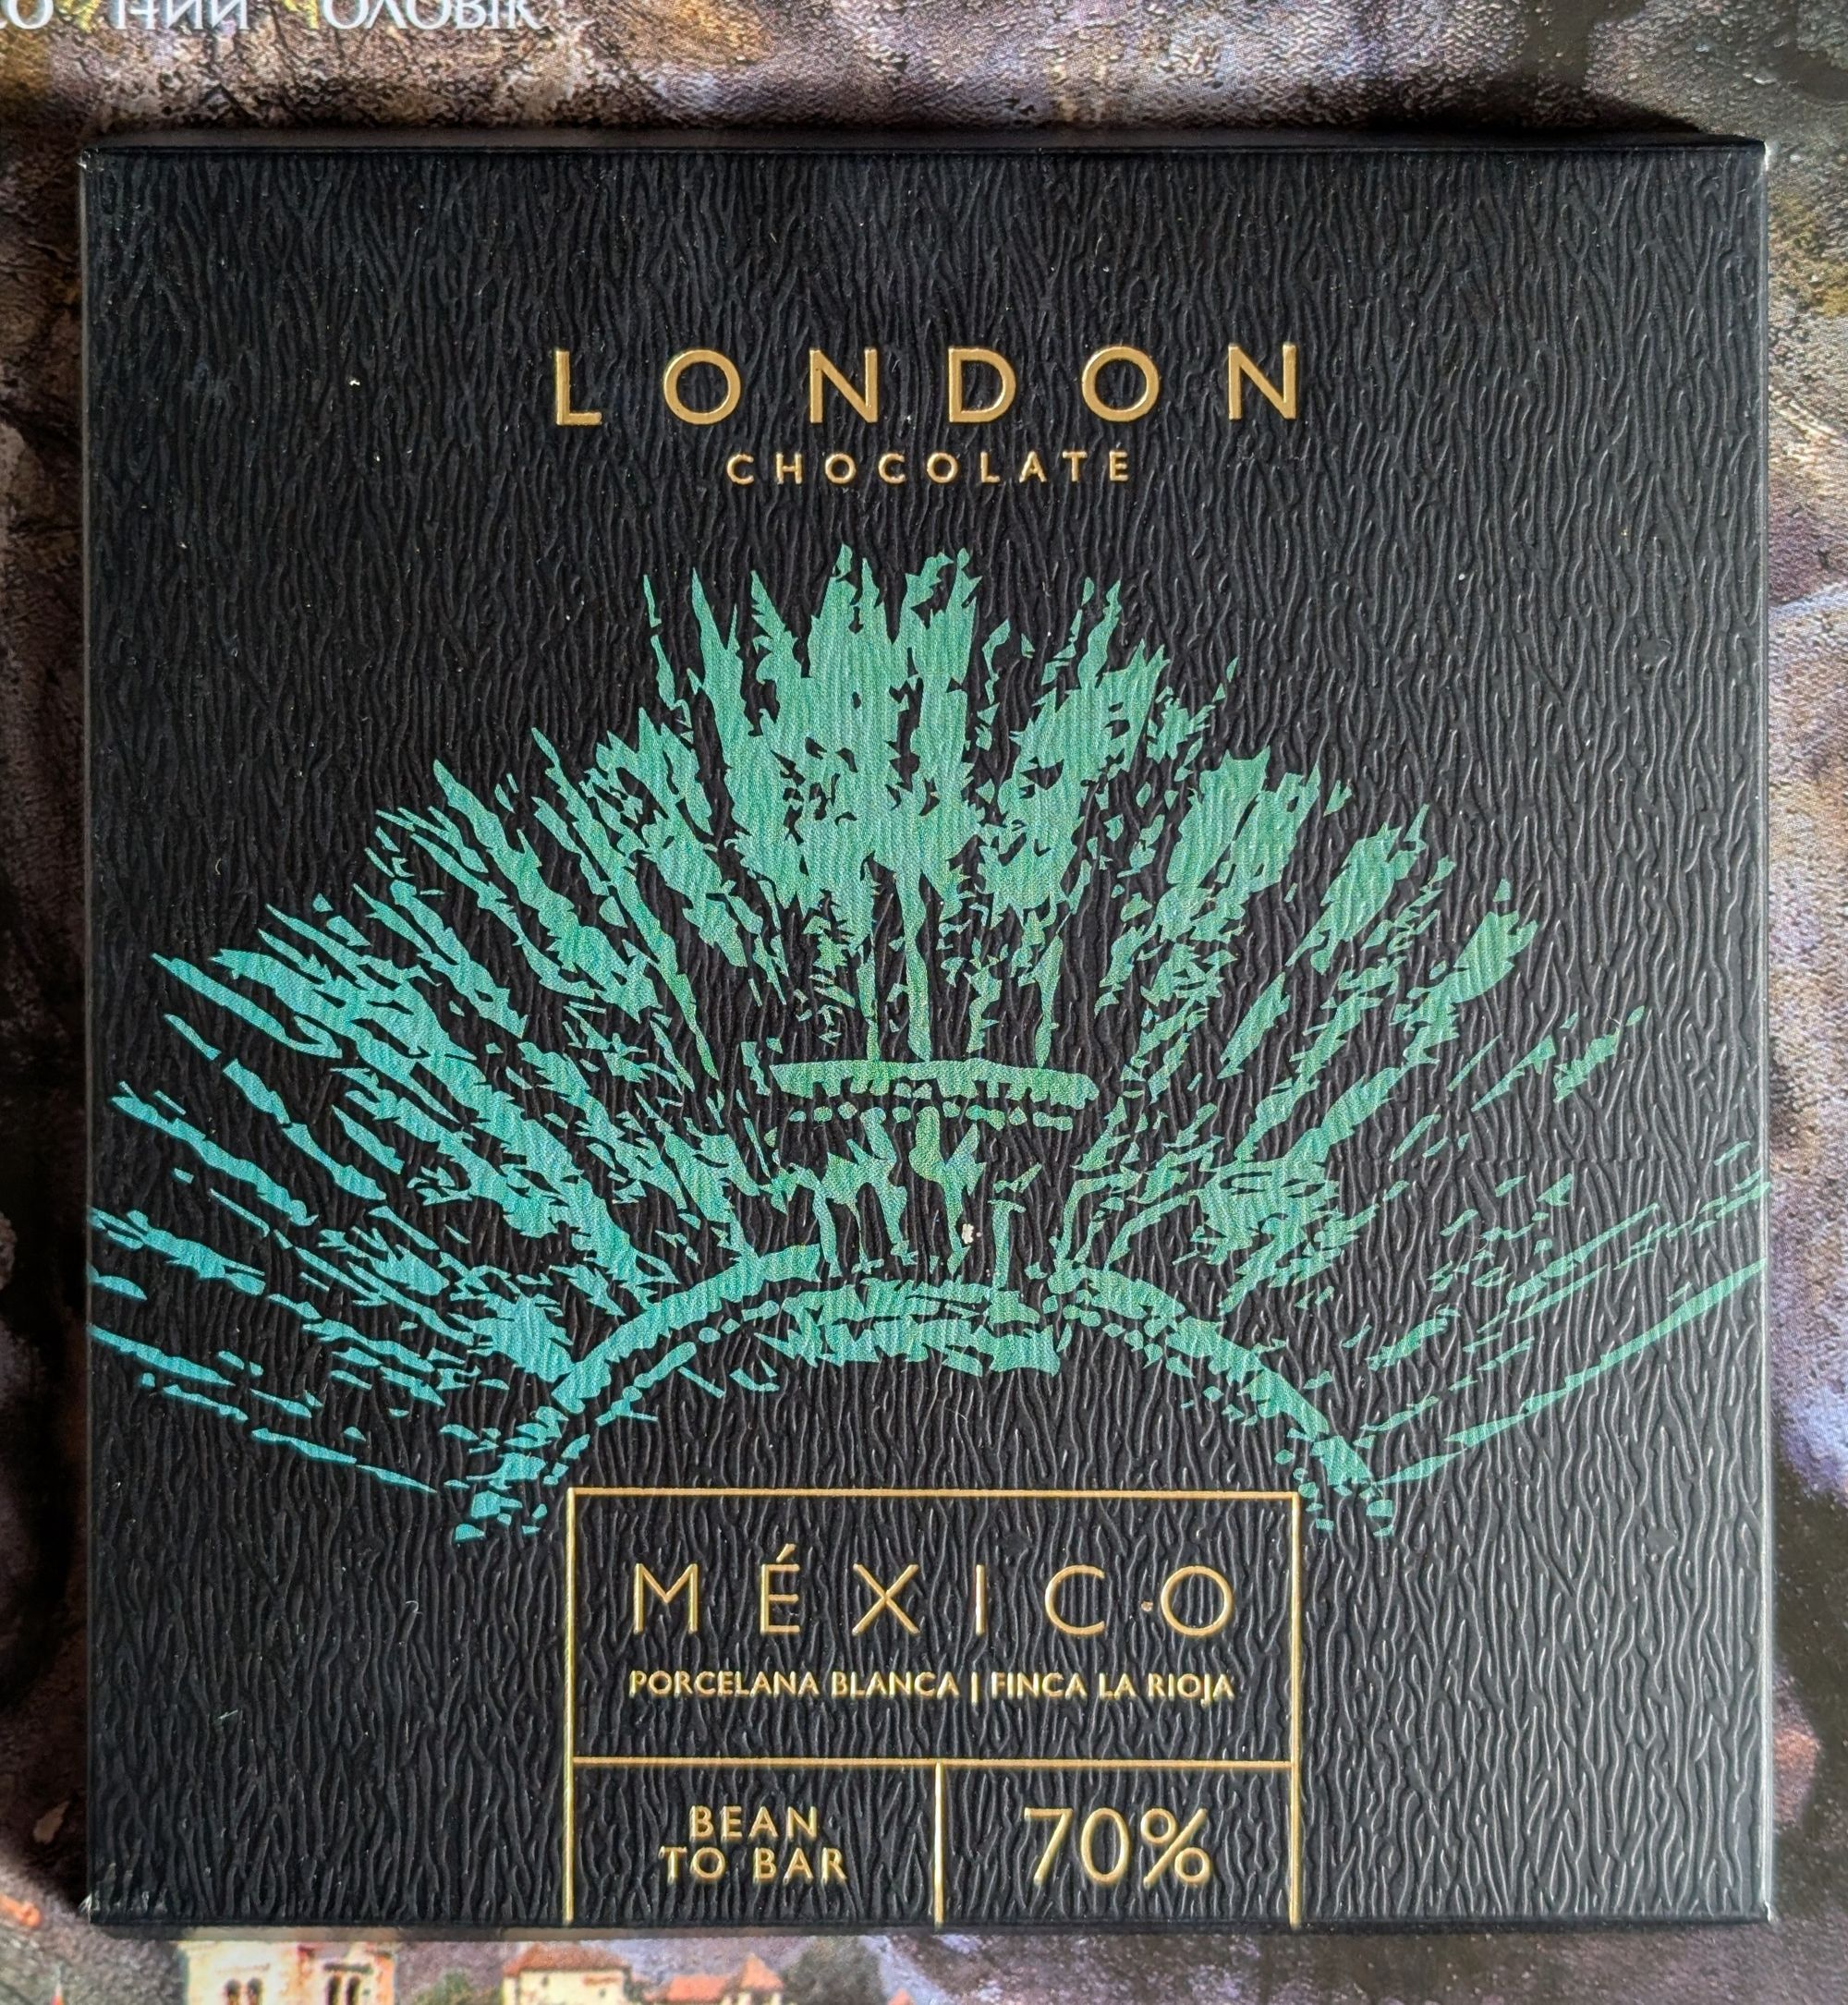 LONDON
CHOCOLATE
MÉXICO
PORCELANA BLANCA | FINCA LA RIOJA
BEAN
TO BAR
70%